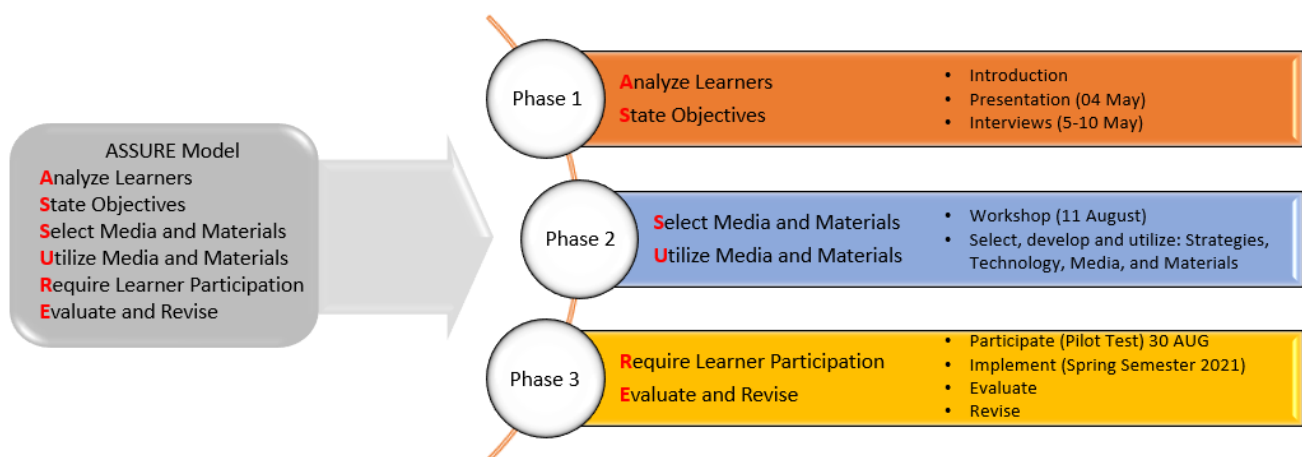 ASSURE Model
Analyze Learners
State Objectives
Select Media and Materials
Utilize Media and Materials
Require Learner Participation
Evaluate and Revise
Phase 1
Analyze Learners
State Objectives
• Introduction
• Presentation (04 May)
• Interviews (5-10 May)
Phase 2
Select Media and Materials
Utilize Media and Materials
• Workshop (11 August)
• Select, develop and utilize: Strategies,
Technology, Media, and Materials
Phase 3
Require Learner Participation
Evaluate and Revise
• Participate (Pilot Test) 30 AUG
• Implement (Spring Semester 2021)
• Evaluate
• Revise